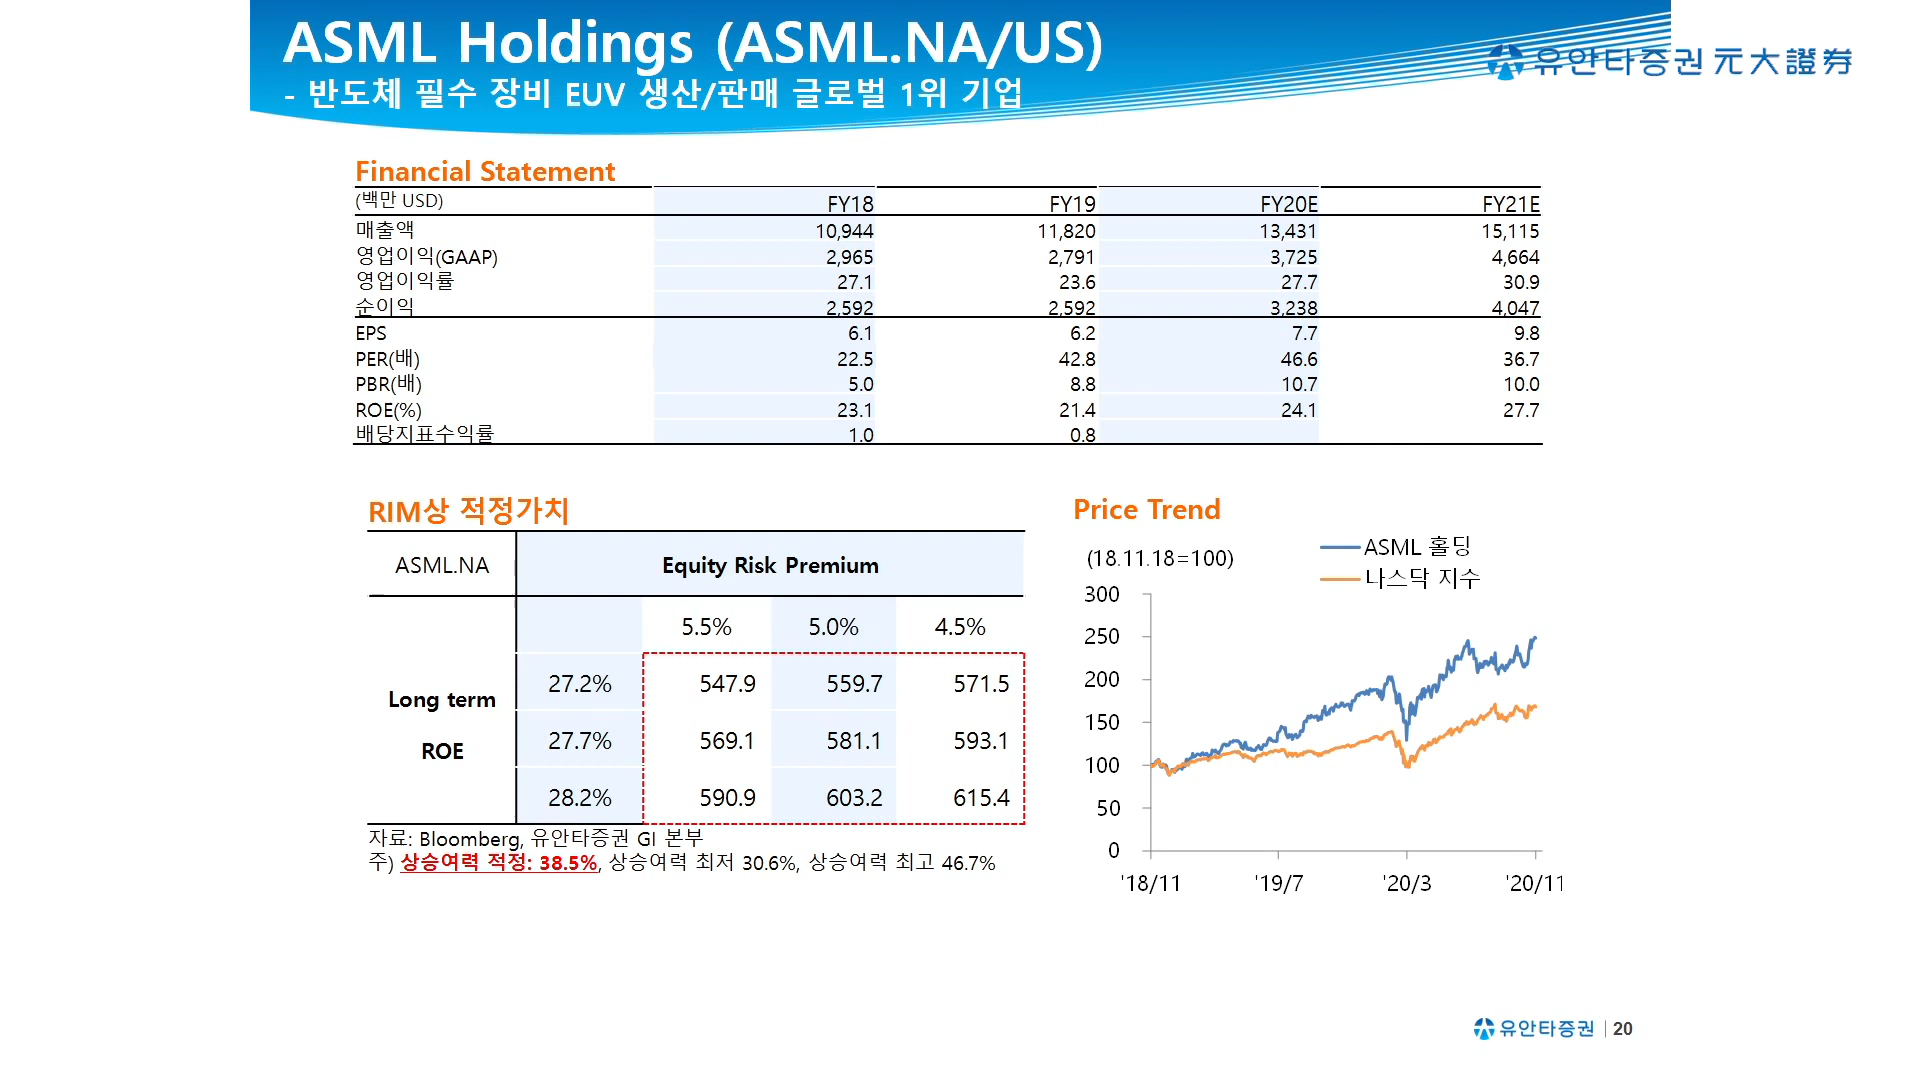 ASML Holdings (ASML.NA/US)
- 반도체 필수 장비 EUV 생산/판매 글로벌 1위 기업
유안타증권 元大證券
Financial Statement
(백만 USD) FY18 FY19 FY20E FY21E
매출액 10,944 11,820 13,431 15,115
영업이익(GAAP) 2,965 2,791 3,725 4,664
영업이익률 27.1 23.6 27.7 30.9
순이익 2,592 2,592 3,238 4,047
EPS 6.1 6.2 7.7 9.8
PER(배) 22.5 42.8 46.6 36.7
PBR(배) 5.0 8.8 10.7 10.0
ROE(%) 23.1 21.4 24.1 27.7
배당지표수익률 1.0 0.8
RIM상 적정가치
ASML.NA Equity Risk Premium
5.5% 5.0% 4.5%
Long term ROE
27.2% 547.9 559.7 571.5
27.7% 569.1 581.1 593.1
28.2% 590.9 603.2 615.4
자료: Bloomberg, 유안타증권 GI 본부
주) 상승여력 적정: 38.5%, 상승여력 최저 30.6%, 상승여력 최고 46.7%
Price Trend
(18.11.18=100)
ASML 홀딩
나스닥 지수
300
250
200
150
100
50
0
'18/11 '19/7 '20/3 '20/11
유안타증권 | 20